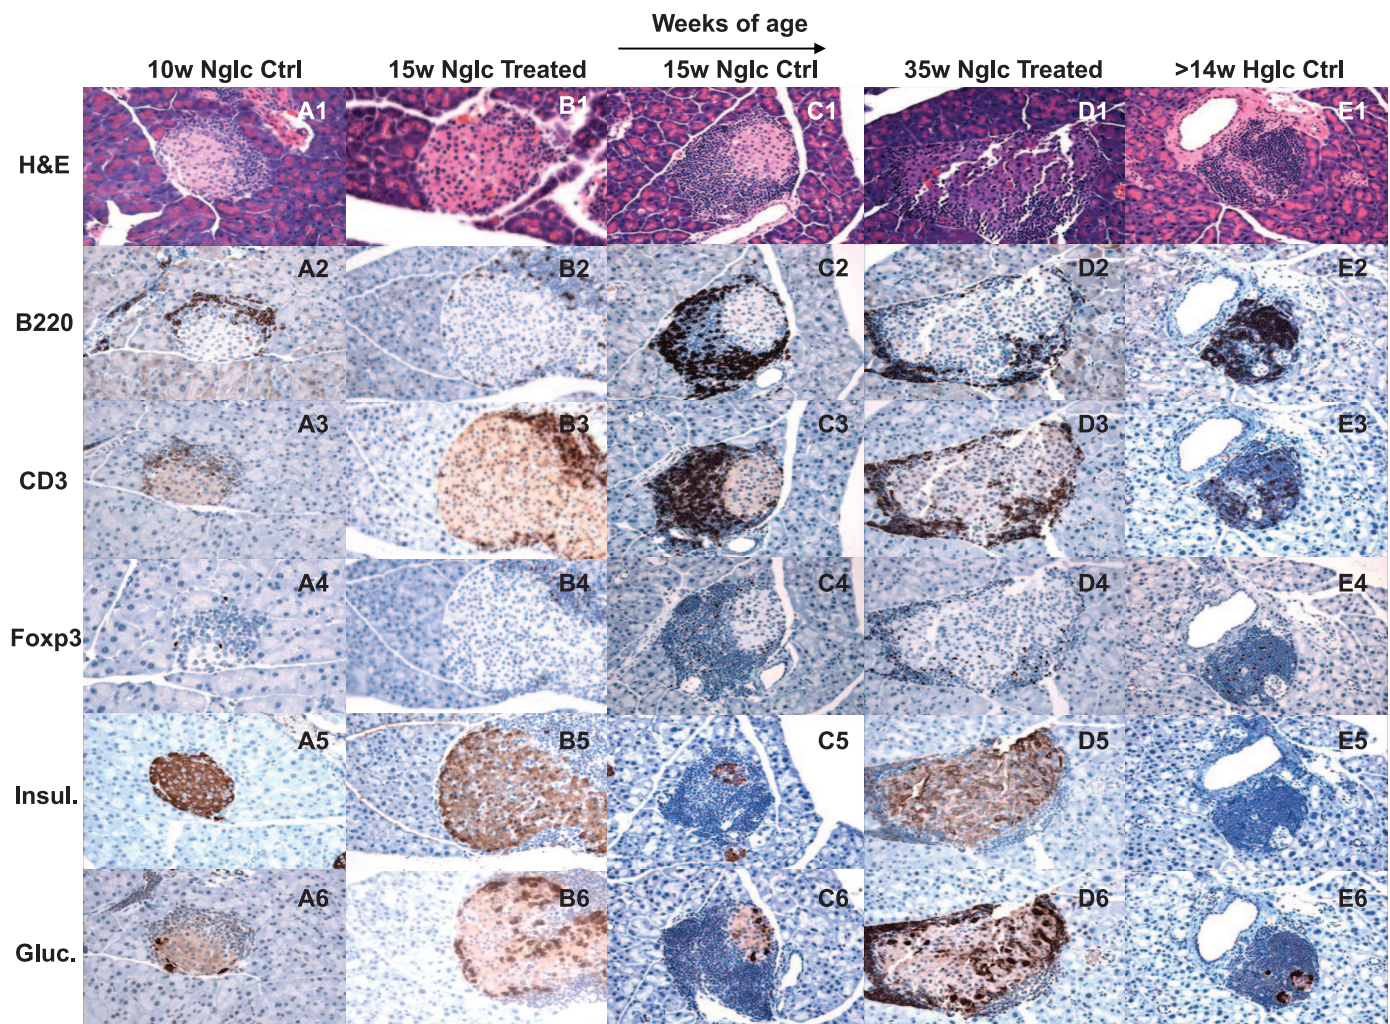 Weeks of age
10w Nglc Ctrl 15w Nglc Treated 15w Nglc Ctrl 35w Nglc Treated >14w Hglc Ctrl
H&E A1 B1 C1 D1 E1
B220 A2 B2 C2 D2 E2
CD3 A3 B3 C3 D3 E3
Foxp3 A4 B4 C4 D4 E4
Insul. A5 B5 C5 D5 E5
Gluc. A6 B6 C6 D6 E6